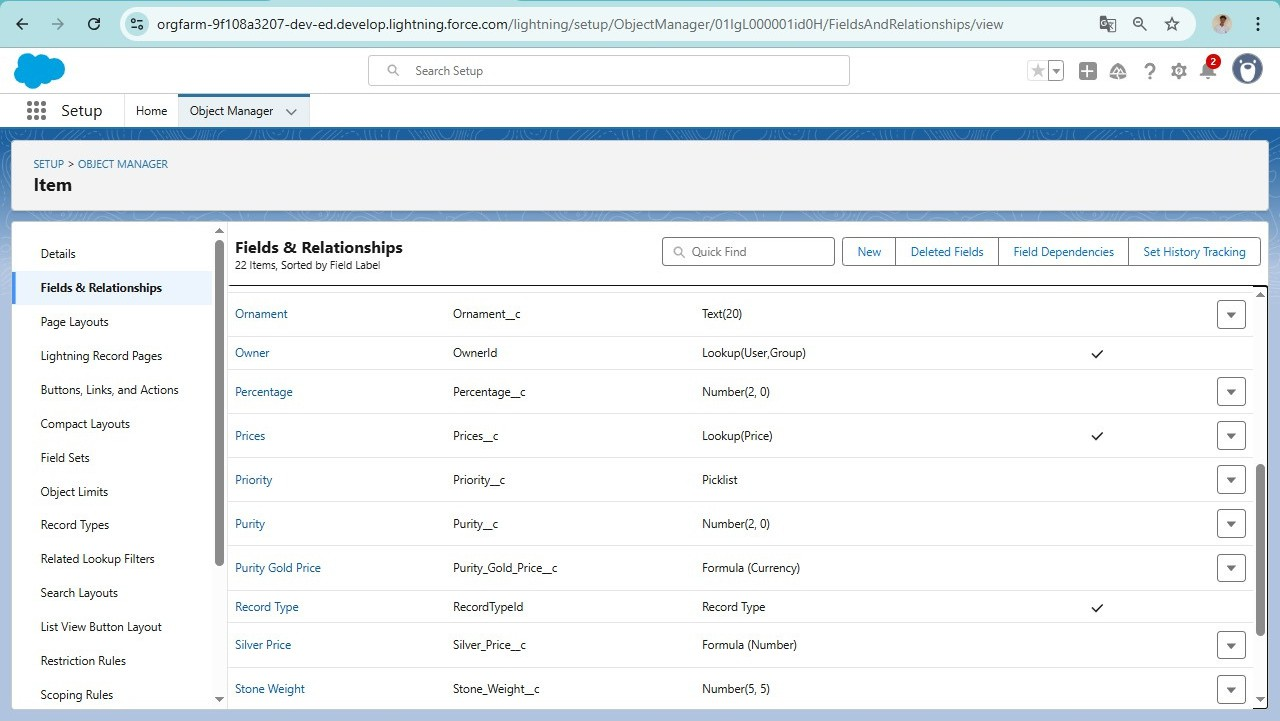 orgfarm-9f108a3207-dev-ed.develop.lightning.force.com/lightning/setup/ObjectManager/01IgL000001id0H/FieldsAndRelationships/view
Search Setup
2
Setup
Home
Object Manager
SETUP > OBJECT MANAGER
Item
Details
Fields & Relationships
Page Layouts
Lightning Record Pages
Buttons, Links, and Actions
Compact Layouts
Field Sets
Object Limits
Record Types
Related Lookup Filters
Search Layouts
List View Button Layout
Restriction Rules
Scoping Rules
Fields & Relationships
22 Items, Sorted by Field Label
Quick Find
New
Deleted Fields
Field Dependencies
Set History Tracking
Ornament Ornament__c Text(20)
Owner OwnerId Lookup(User,Group)
Percentage Percentage__c Number(2, 0)
Prices Prices__c Lookup(Price)
Priority Priority__c Picklist
Purity Purity__c Number(2, 0)
Purity Gold Price Purity_Gold_Price__c Formula (Currency)
Record Type RecordTypeId Record Type
Silver Price Silver_Price__c Formula (Number)
Stone Weight Stone_Weight__c Number(5, 5)